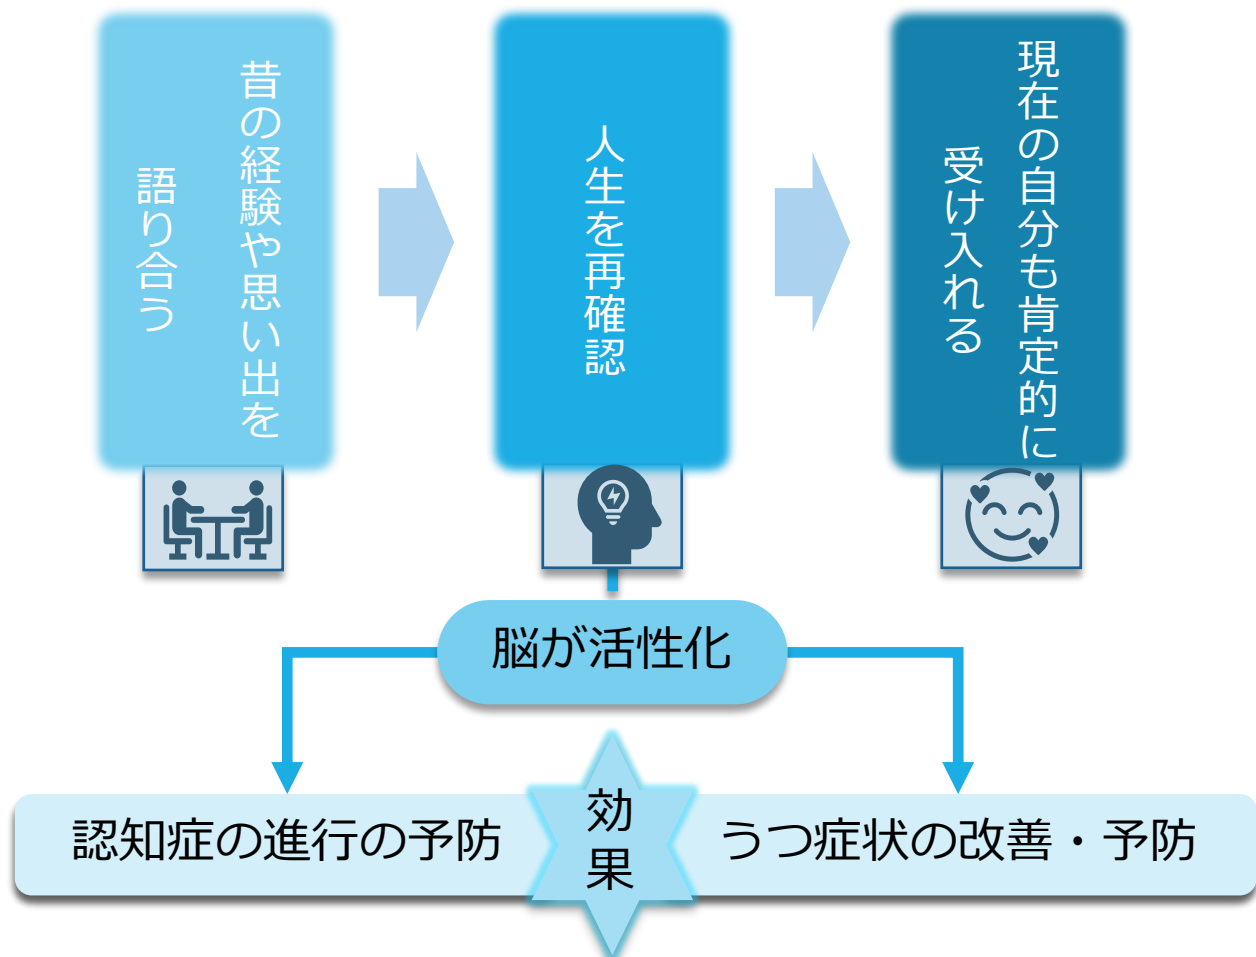 昔の経験や思い出を
語り合う
人生を再確認
現在の自分も肯定的に
受け入れる
脳が活性化
認知症の進行の予防
効果
うつ症状の改善・予防